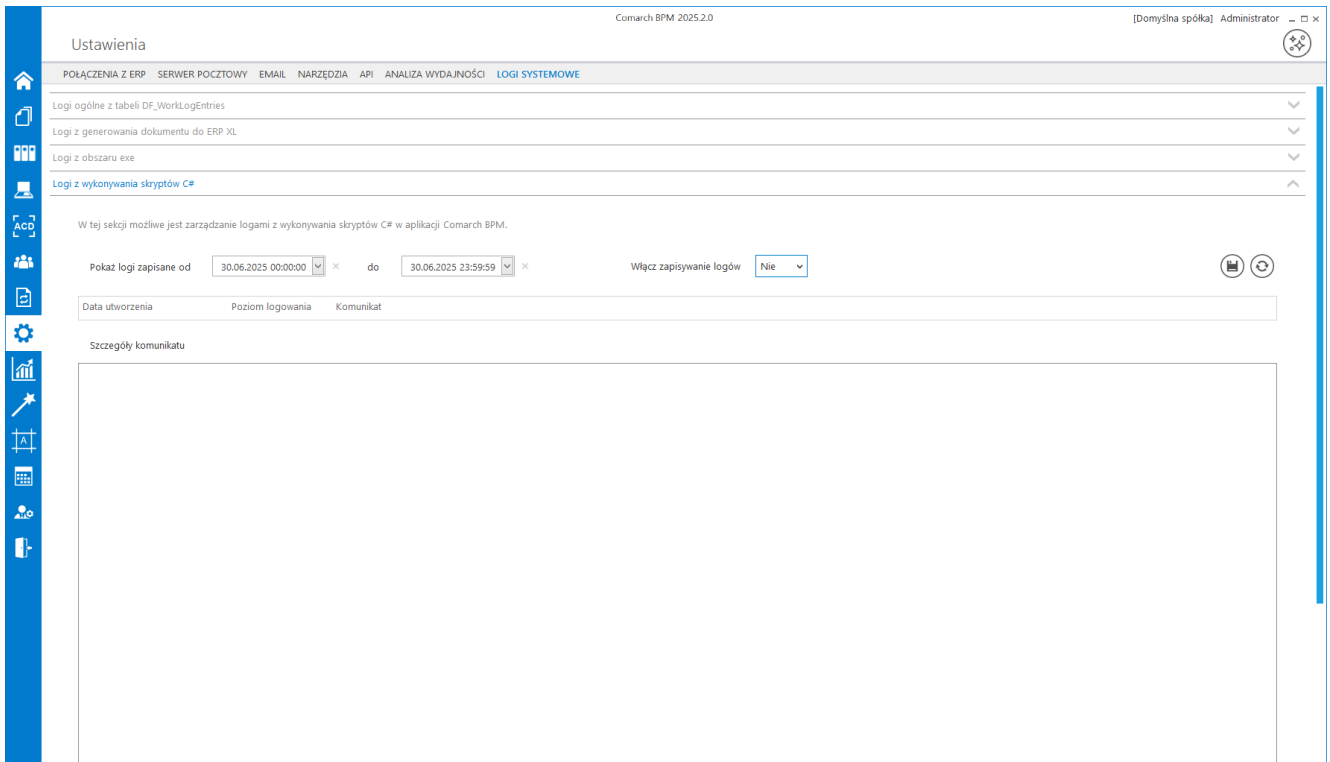 Comarch BPM 2025.2.0
[Domyślna spółka] Administrator
Ustawienia
POŁĄCZENIA Z ERP SERWER POCZTOWY EMAIL NARZĘDZIA API ANALIZA WYDAJNOŚCI LOGI SYSTEMOWE
Logi ogólne z tabeli DF_WorkLogEntries
Logi z generowania dokumentu do ERP XL
Logi z obszaru exe
Logi z wykonywania skryptów C#
W tej sekcji możliwe jest zarządzanie logami z wykonywania skryptów C# w aplikacji Comarch BPM.
Pokaż logi zapisane od 30.06.2025 00:00:00 do 30.06.2025 23:59:59 Włącz zapisywanie logów Nie
Data utworzenia Poziom logowania Komunikat
Szczegóły komunikatu
ACD
A